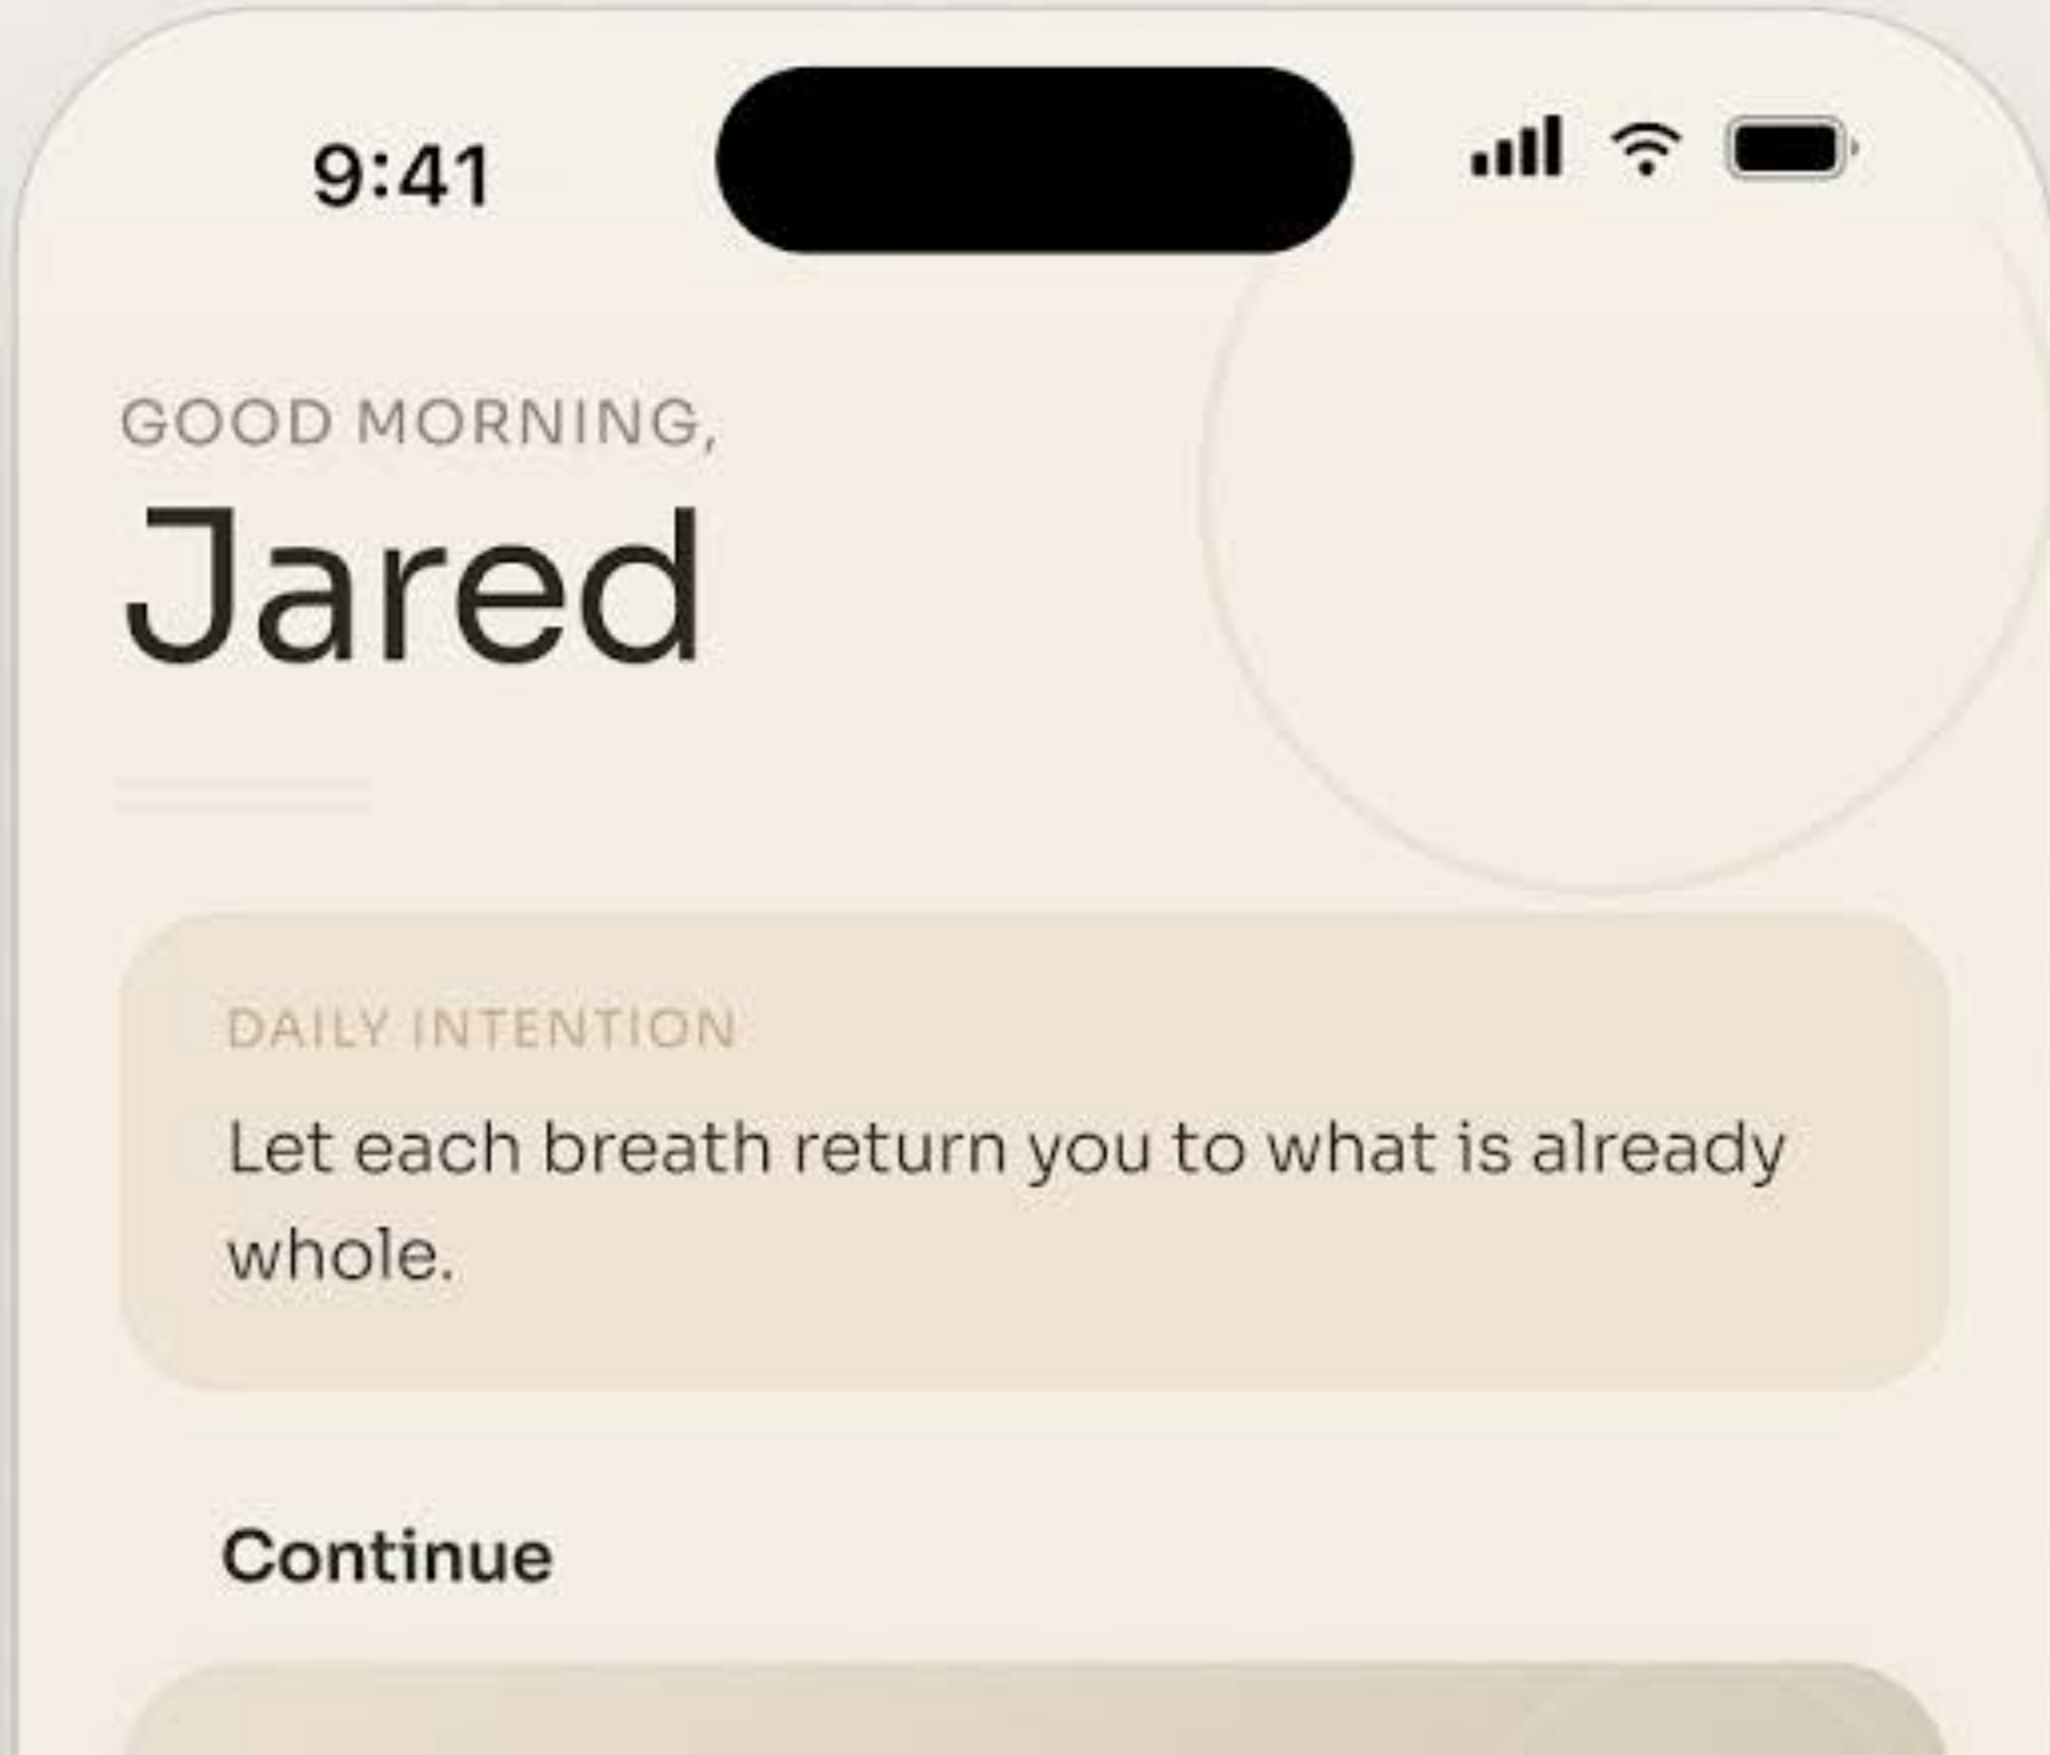 9:41
GOOD MORNING,
Jared
DAILY INTENTION
Let each breath return you to what is already
whole.
Continue